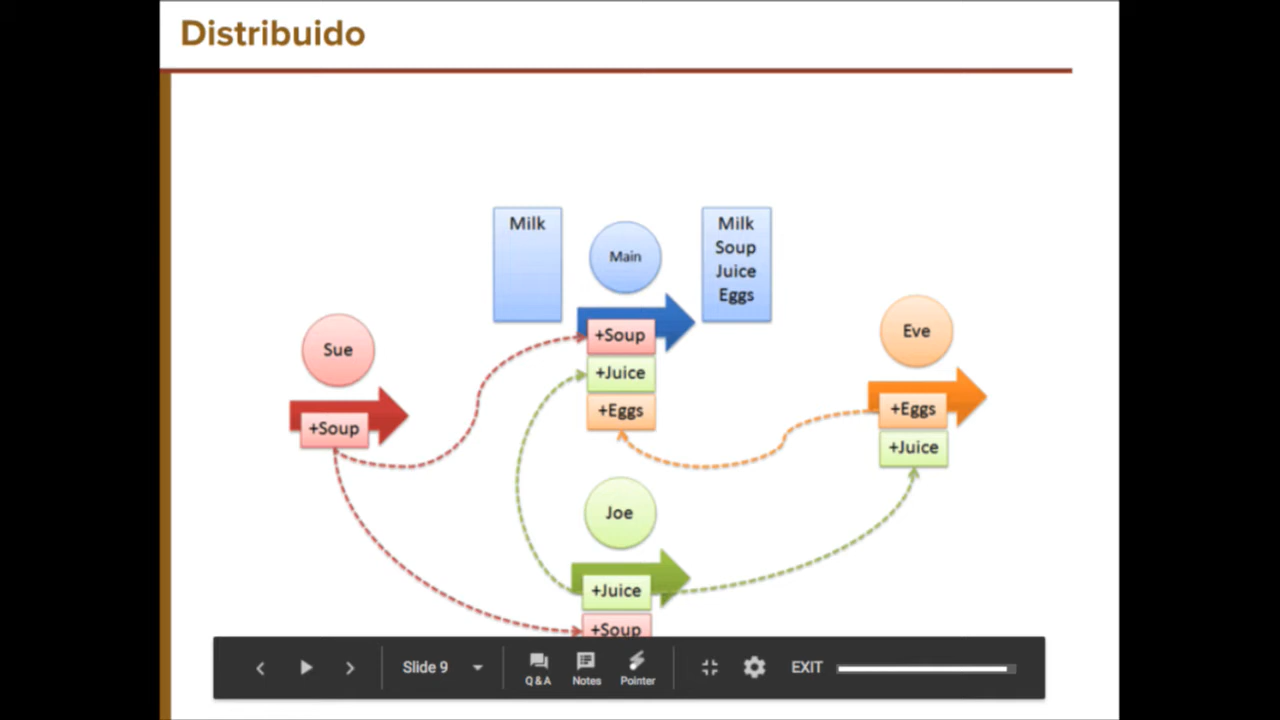 Distribuido
Milk
Main
Milk
Soup
Juice
Eggs
Sue
+Soup
+Soup
+Juice
+Eggs
Eve
+Eggs
+Juice
Joe
+Juice
+Soup
Slide 9
Q&A
Notes
Pointer
EXIT